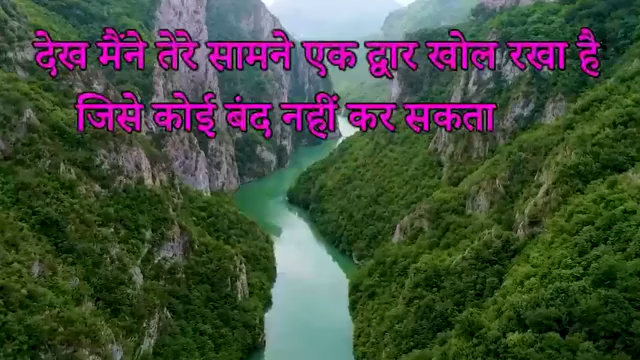 देख मैंने तेरे सामने एक द्वार खोल रखा है
जिसे कोई बंद नहीं कर सकता